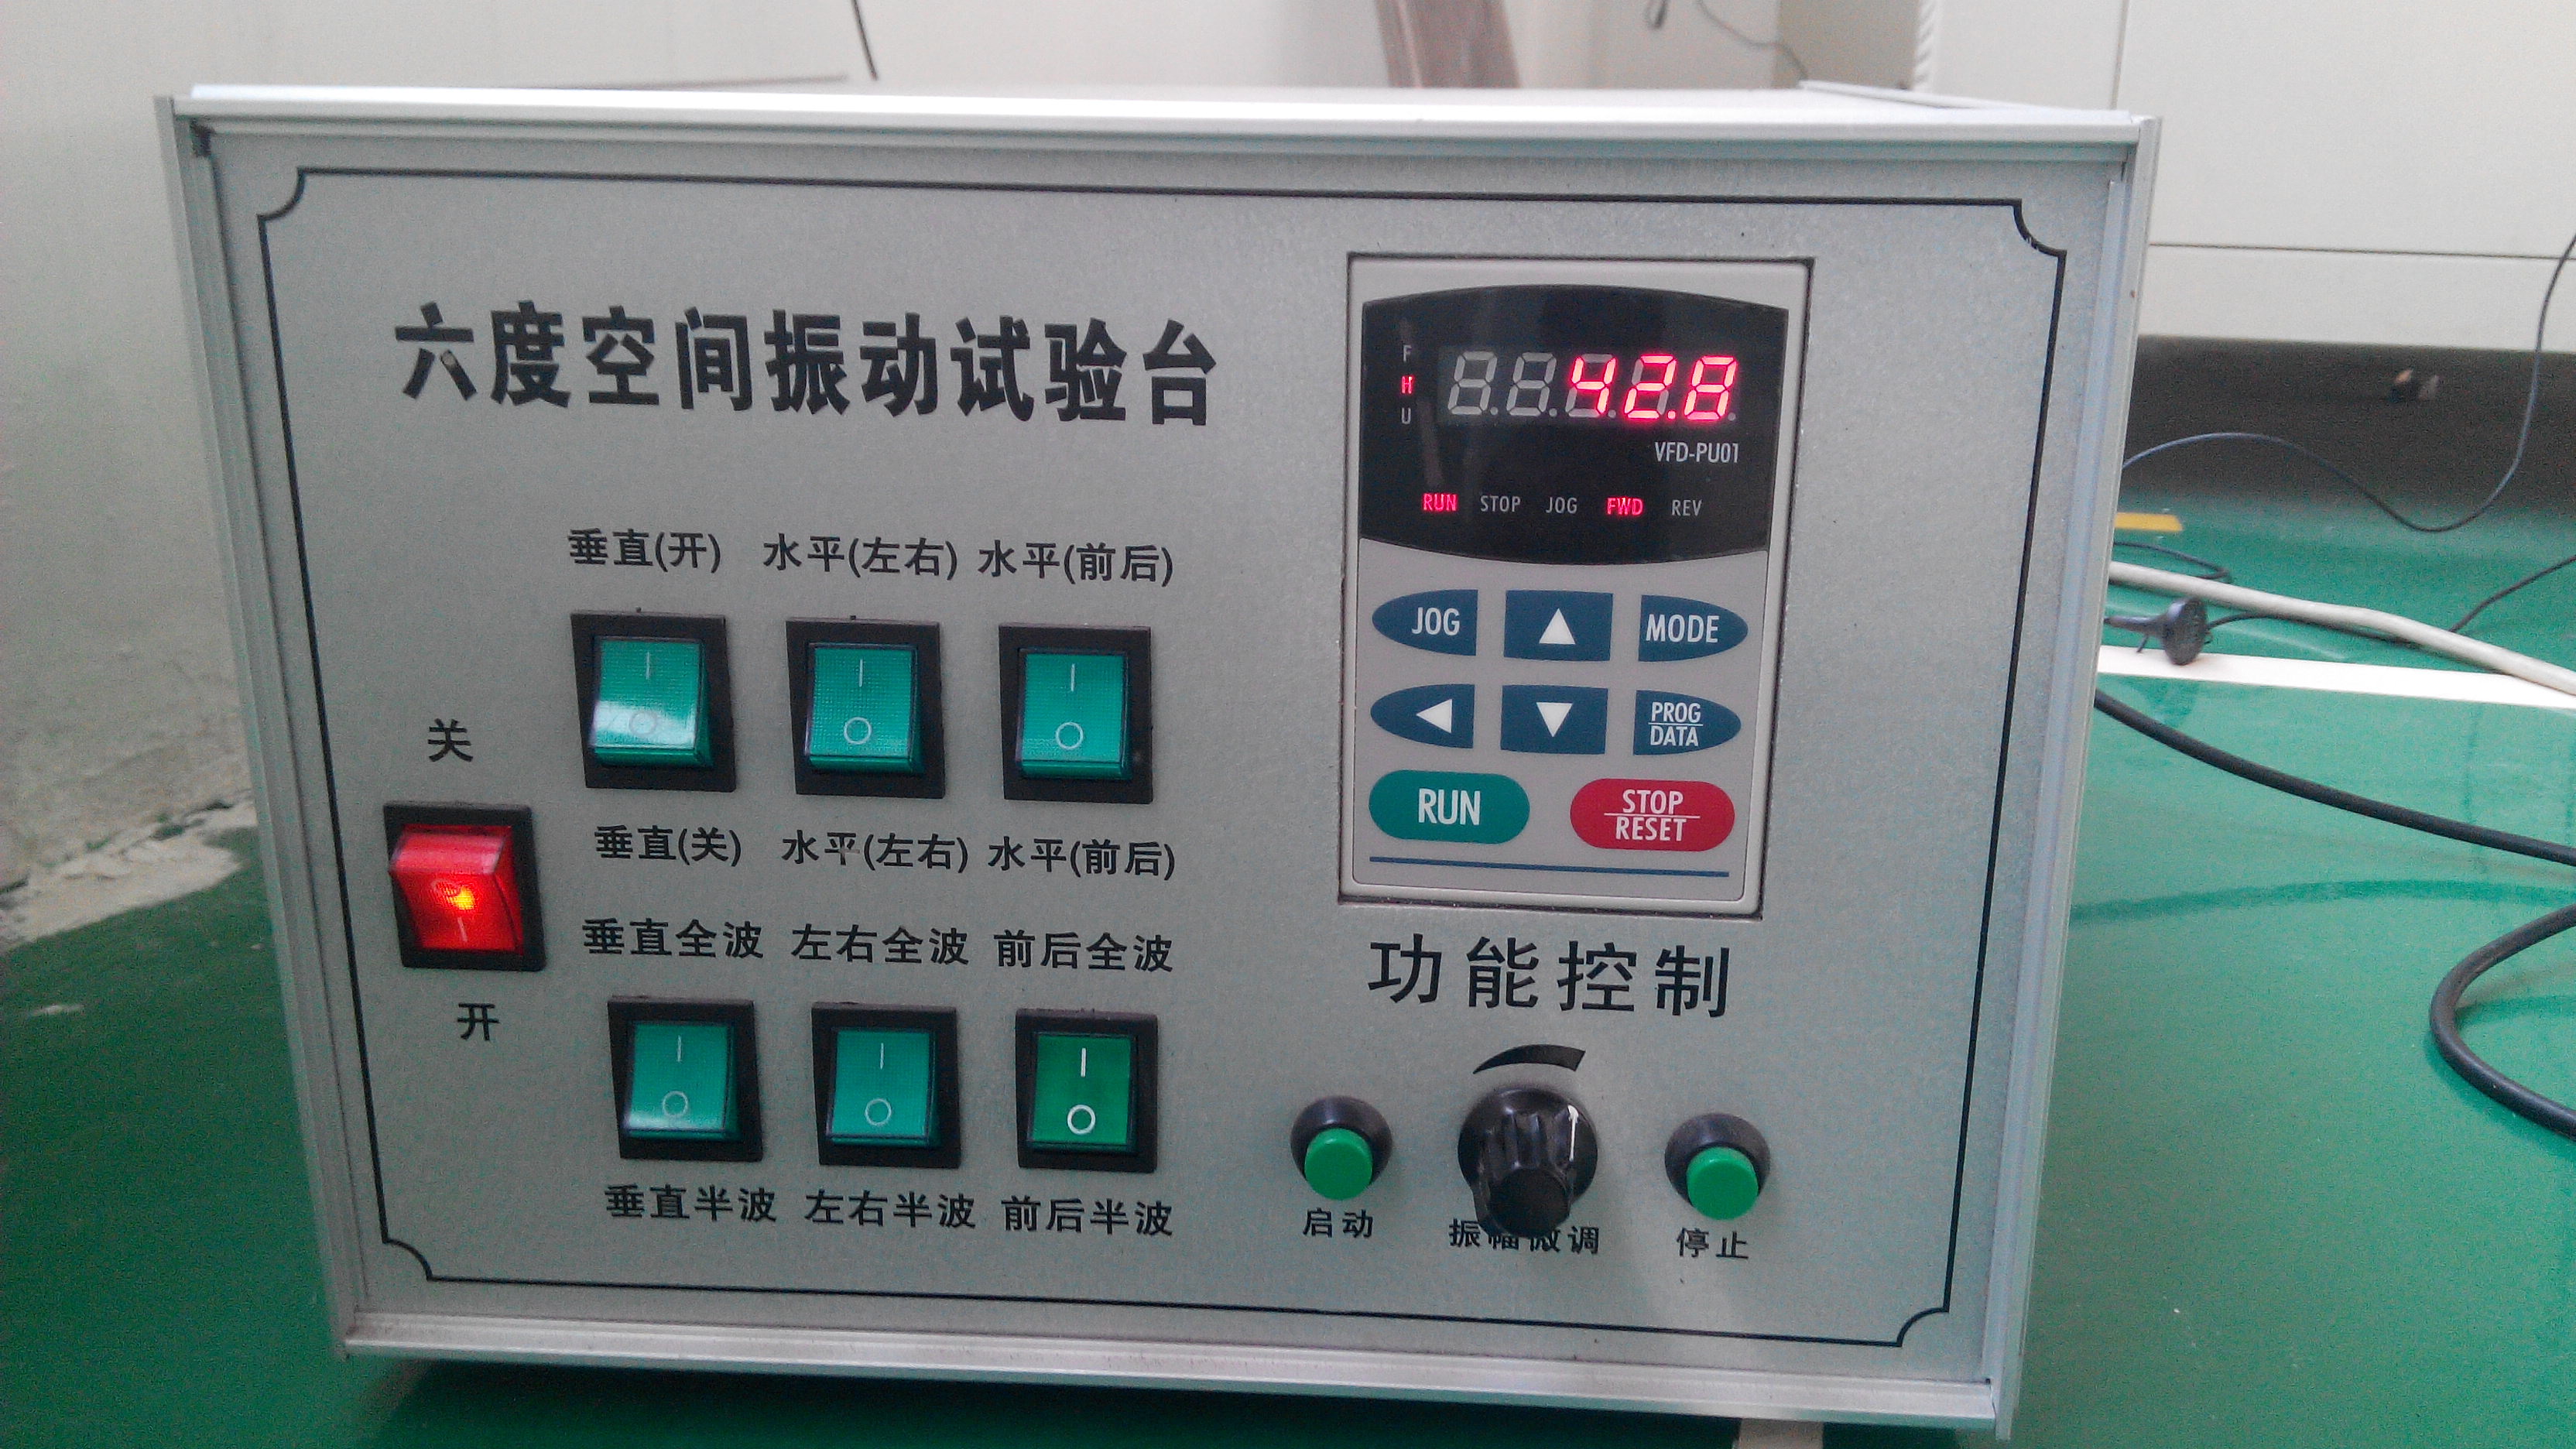 六度空间振动试验台
F
H
U
42.8
VFD-PU01
RUN STOP JOG FWD REV
垂直(开) 水平(左右) 水平(前后)
JOG MODE
PROG
DATA
关
RUN
STOP
RESET
垂直(关) 水平(左右) 水平(前后)
垂直全波 左右全波 前后全波
开
功能控制
垂直半波 左右半波 前后半波
启动 振幅微调 停止